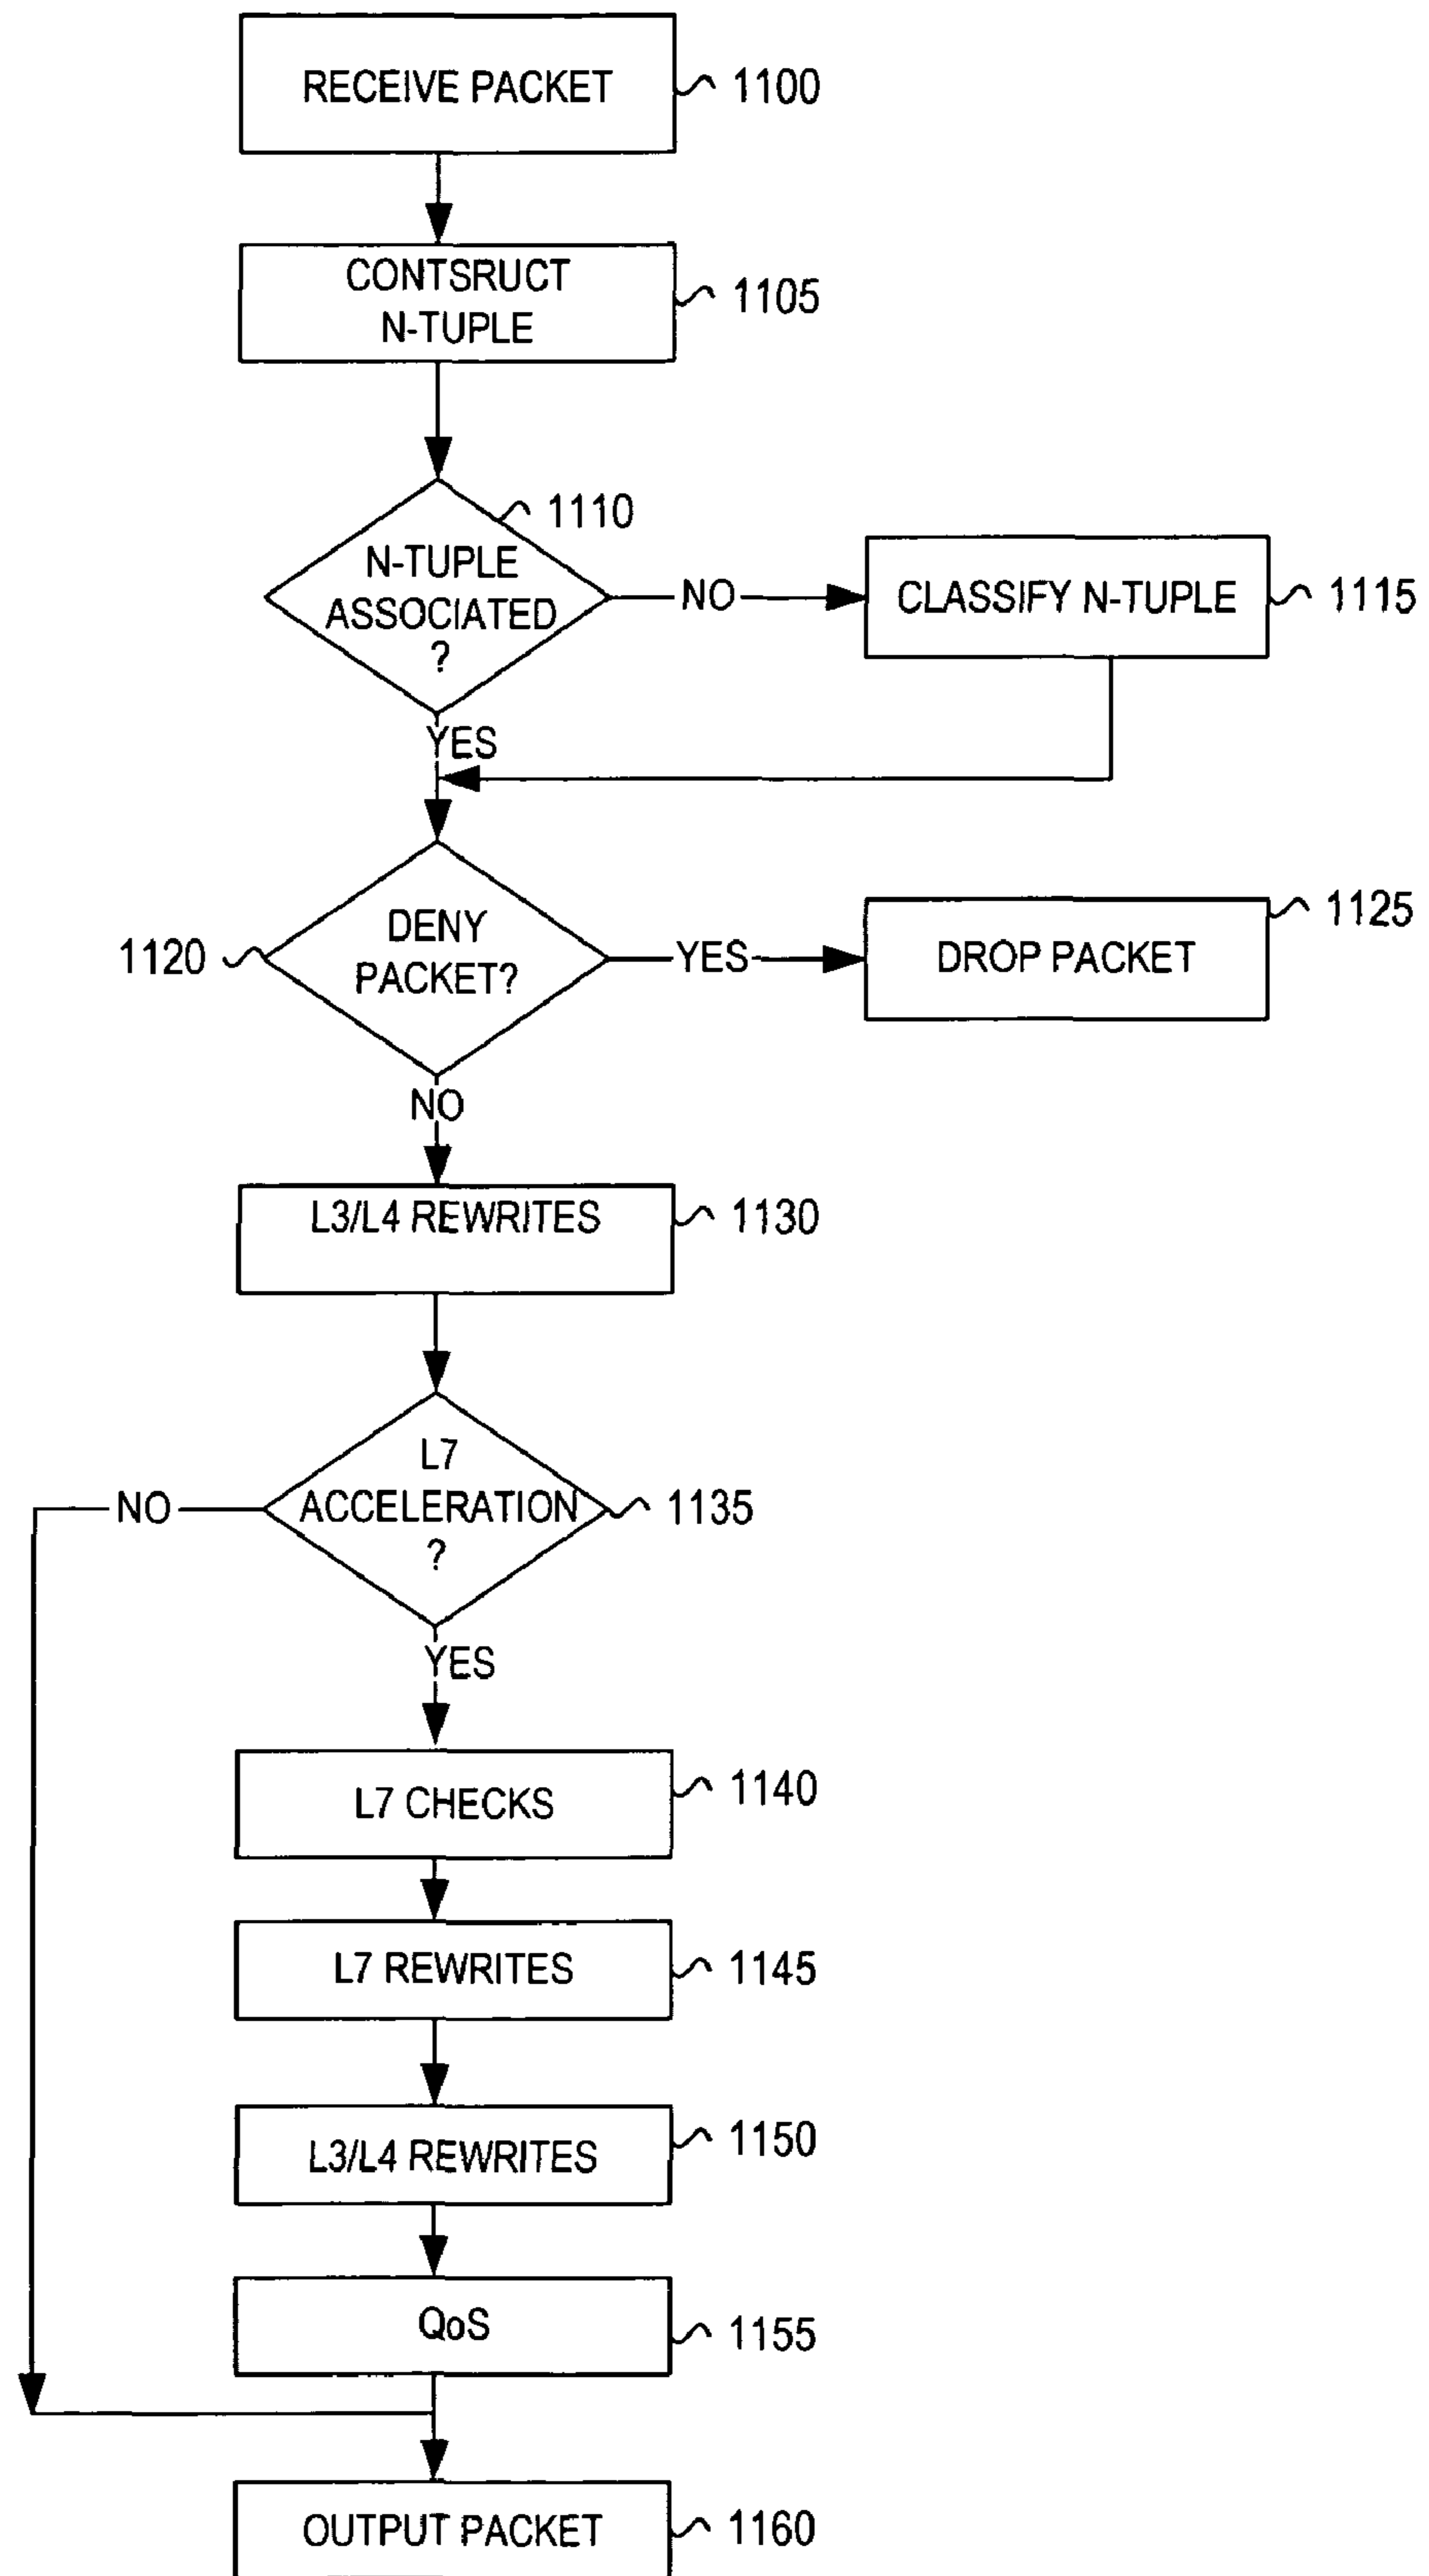 RECEIVE PACKET
1100
CONTSRUCT
N-TUPLE
1105
1110
N-TUPLE
ASSOCIATED
?
NO
CLASSIFY N-TUPLE
1115
YES
1120
DENY
PACKET?
YES
DROP PACKET
1125
NO
L3/L4 REWRITES
1130
L7
ACCELERATION
?
1135
NO
YES
L7 CHECKS
1140
L7 REWRITES
1145
L3/L4 REWRITES
1150
QoS
1155
OUTPUT PACKET
1160